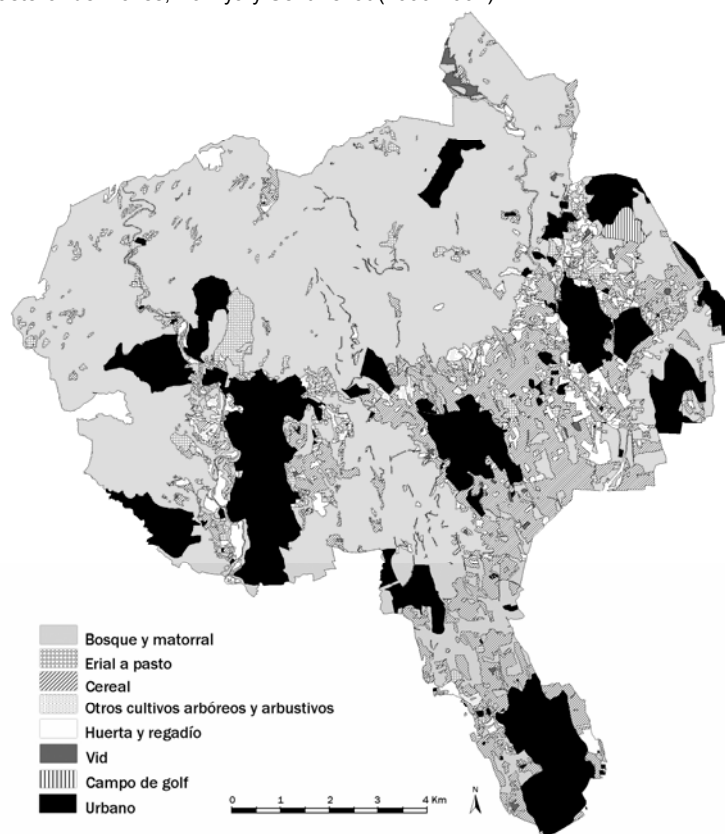 Bosque y matorral
Erial a pasto
Cereal
Otros cultivos arbóreos y arbustivos
Huerta y regadío
Vid
Campo de golf
Urbano
0 1 2 3 4 Km
N